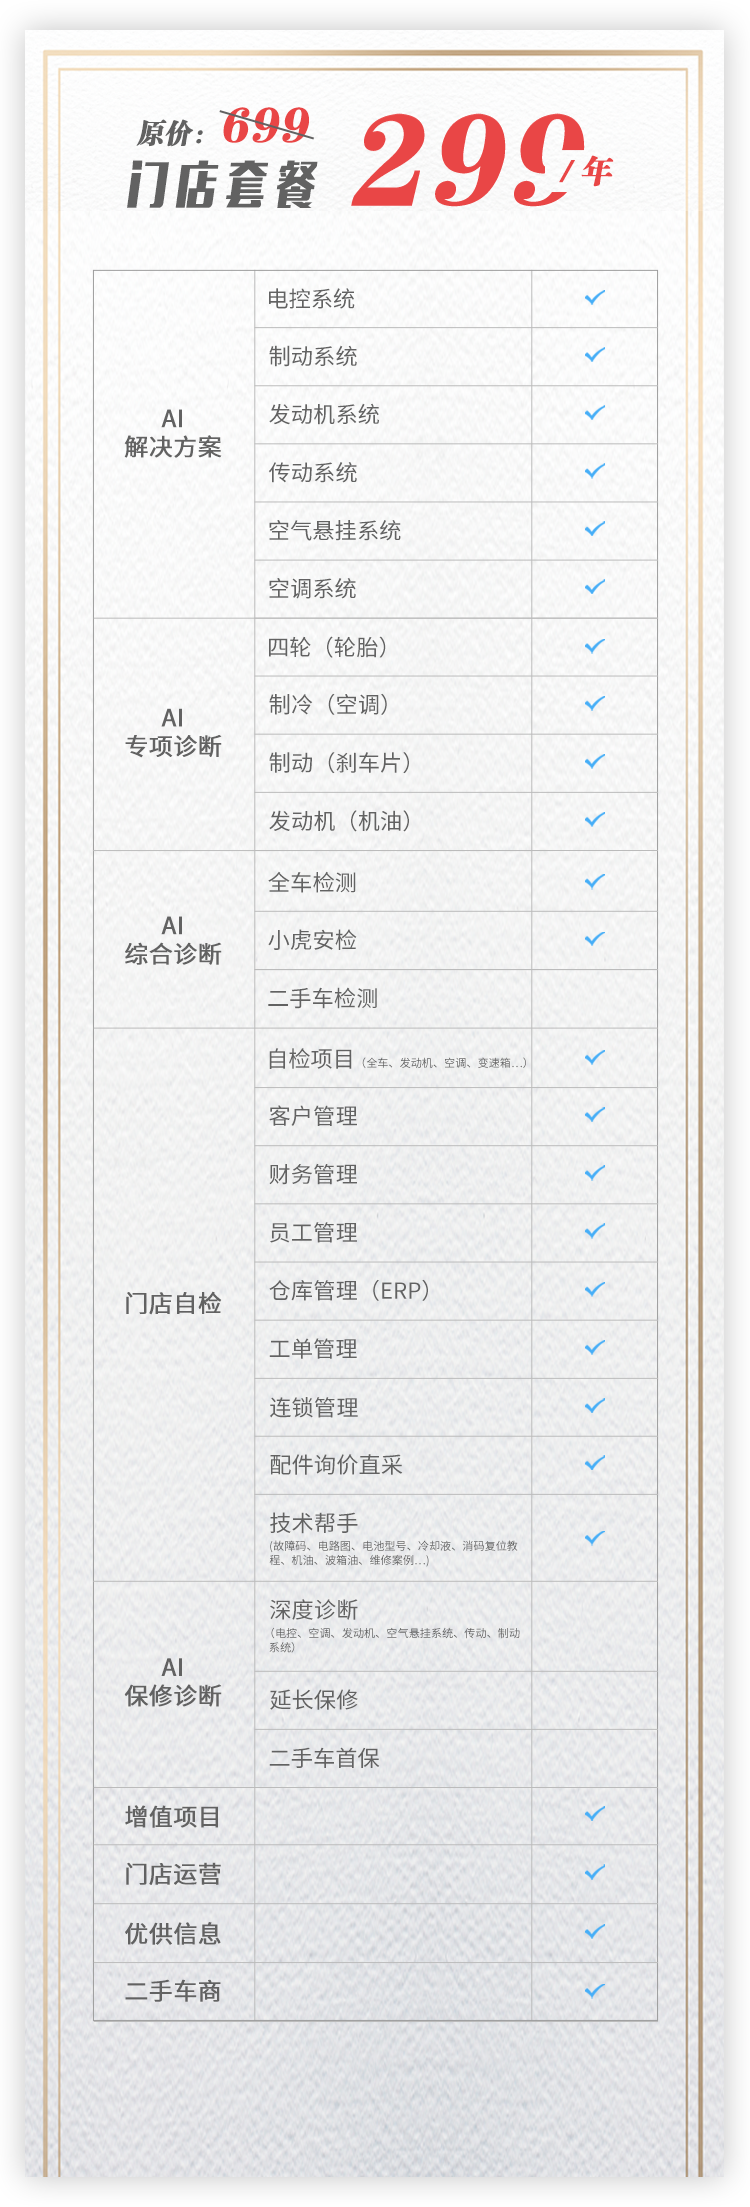 原价：699
门店套餐 299/年
AI
解决方案
电控系统
制动系统
发动机系统
传动系统
空气悬挂系统
空调系统
AI
专项诊断
四轮（轮胎）
制冷（空调）
制动（刹车片）
发动机（机油）
AI
综合诊断
全车检测
小虎安检
二手车检测
门店自检
自检项目（全车、发动机、空调、变速箱...）
客户管理
财务管理
员工管理
仓库管理（ERP）
工单管理
连锁管理
配件询价直采
技术帮手
(故障码、电路图、电池型号、冷却液、消码复位教
程、机油、波箱油、维修案例...)
AI
保修诊断
深度诊断
（电控、空调、发动机、空气悬挂系统、传动、制动
系统）
延长保修
二手车首保
增值项目
门店运营
优供信息
二手车商